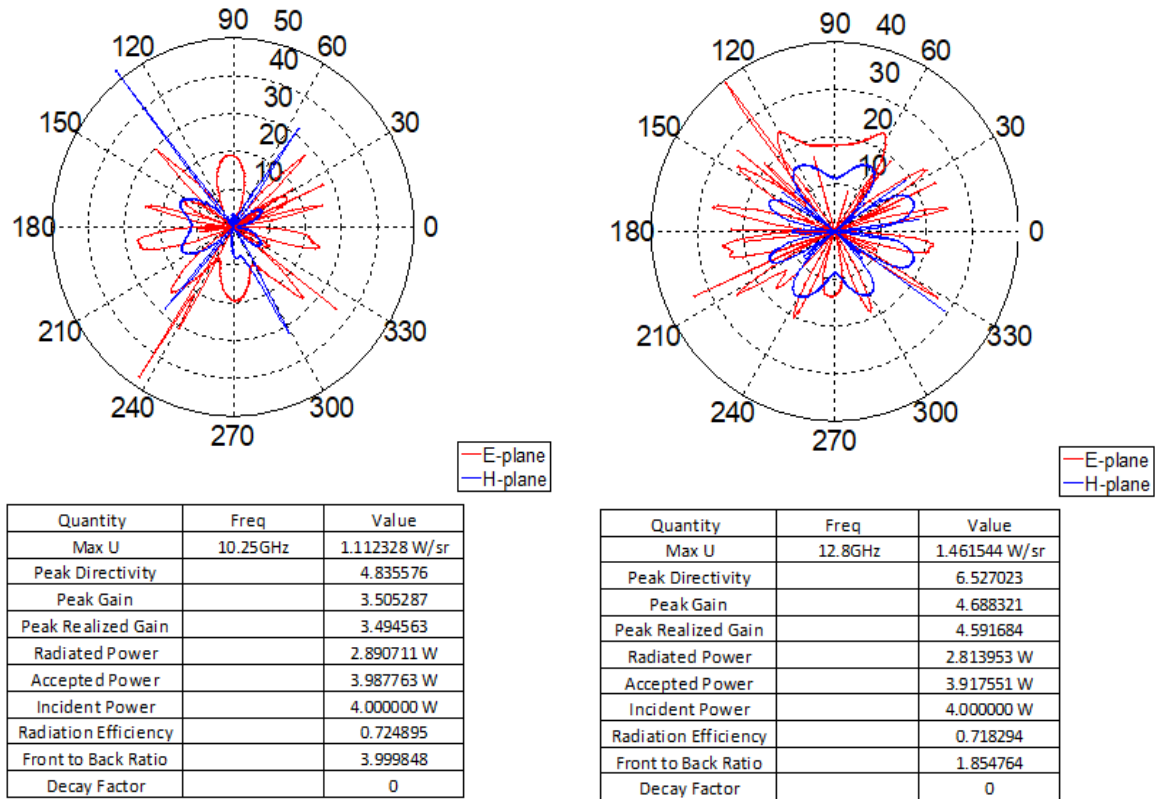 90 50
120 40 60
30
150 20 30
10
180 0
210 330
240 300
270
E-plane
H-plane
90 40
120 30 60
150 20 30
10
180 0
210 330
240 300
270
E-plane
H-plane
Quantity Freq Value
Max U 10.25GHz 1.112328 W/sr
Peak Directivity 4.835576
Peak Gain 3.505287
Peak Realized Gain 3.494563
Radiated Power 2.890711 W
Accepted Power 3.987763 W
Incident Power 4.000000 W
Radiation Efficiency 0.724895
Front to Back Ratio 3.999848
Decay Factor 0
Quantity Freq Value
Max U 12.8GHz 1.461544 W/sr
Peak Directivity 6.527023
Peak Gain 4.688321
Peak Realized Gain 4.591684
Radiated Power 2.813953 W
Accepted Power 3.917551 W
Incident Power 4.000000 W
Radiation Efficiency 0.718294
Front to Back Ratio 1.854764
Decay Factor 0